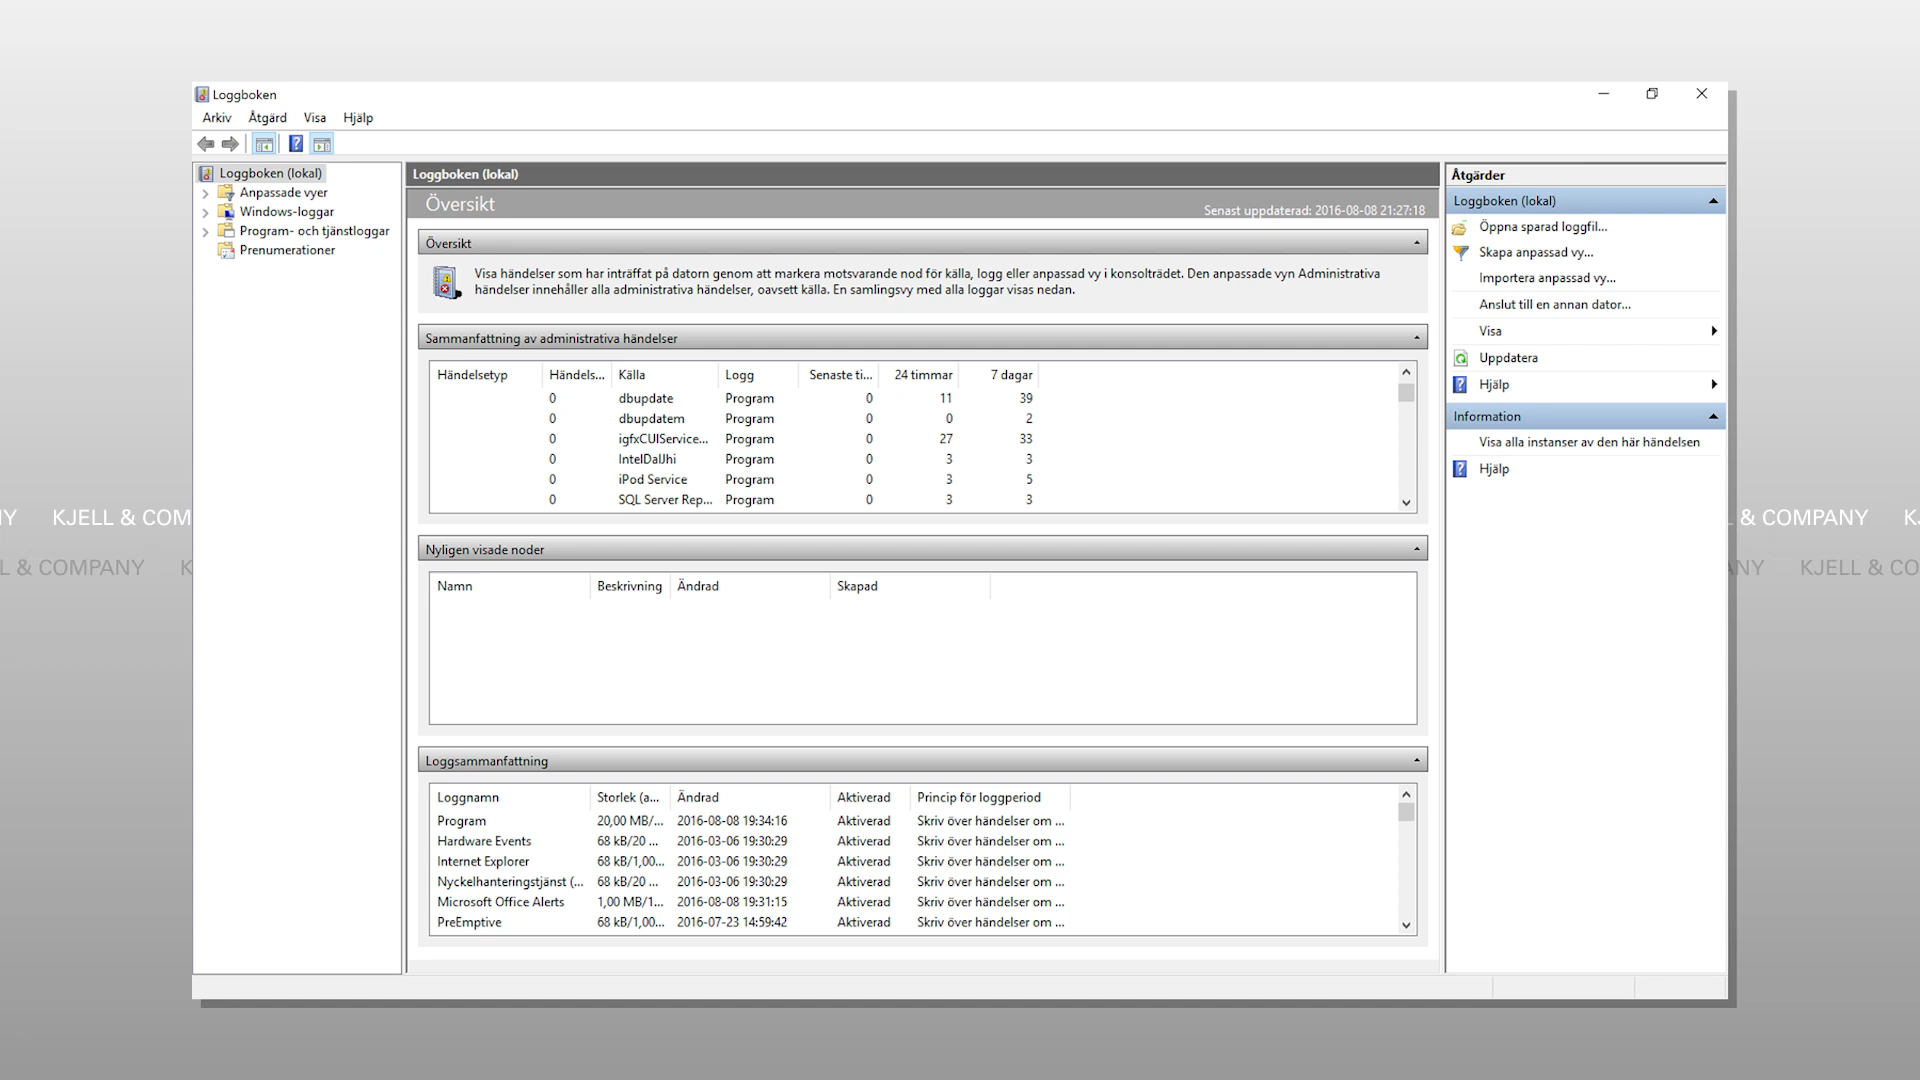 Loggboken
Arkiv Åtgärd Visa Hjälp
Loggboken (lokal)
Anpassade vyer
Windows-loggar
Program- och tjänstloggar
Prenumerationer
Loggboken (lokal)
Översikt
Senast uppdaterad: 2016-08-08 21:27:18
Översikt
Visa händelser som har inträffat på datorn genom att markera motsvarande nod för källa, logg eller anpassad vy i konsolträdet. Den anpassade vyn Administrativa
händelser innehåller alla administrativa händelser, oavsett källa. En samlingsvy med alla loggar visas nedan.
Sammanfattning av administrativa händelser
Händelsetyp Händels... Källa Logg Senaste ti... 24 timmar 7 dagar
0 dbupdate Program 0 11 39
0 dbupdatem Program 0 0 2
0 igfxCUIService... Program 0 27 33
0 IntelDalJhi Program 0 3 3
0 iPod Service Program 0 3 5
0 SQL Server Rep... Program 0 3 3
Nyligen visade noder
Namn Beskrivning Ändrad Skapad
Loggsammanfattning
Loggnamn Storlek (a... Ändrad Aktiverad Princip för loggperiod
Program 20,00 MB/... 2016-08-08 19:34:16 Aktiverad Skriv över händelser om ...
Hardware Events 68 kB/20 ... 2016-03-06 19:30:29 Aktiverad Skriv över händelser om ...
Internet Explorer 68 kB/1,00... 2016-03-06 19:30:29 Aktiverad Skriv över händelser om ...
Nyckelhanteringstjänst (... 68 kB/20 ... 2016-03-06 19:30:29 Aktiverad Skriv över händelser om ...
Microsoft Office Alerts 1,00 MB/1... 2016-08-08 19:31:15 Aktiverad Skriv över händelser om ...
PreEmptive 68 kB/1,00... 2016-07-23 14:59:42 Aktiverad Skriv över händelser om ...
Åtgärder
Loggboken (lokal)
Öppna sparad loggfil...
Skapa anpassad vy...
Importera anpassad vy...
Anslut till en annan dator...
Visa
Uppdatera
Hjälp
Information
Visa alla instanser av den här händelsen
Hjälp
NY KJELL & COM
L & COMPANY K
& COMPANY K
ANY KJELL & CO